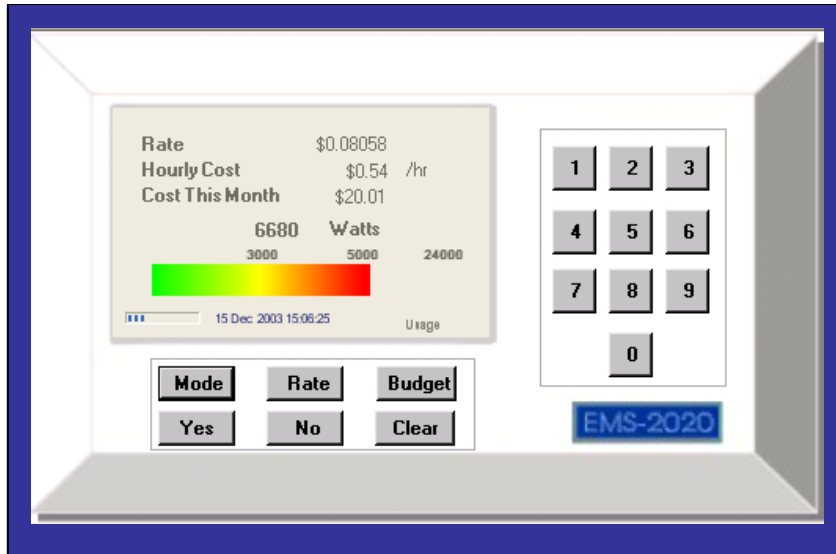 Rate $0.08058
Hourly Cost $0.54 /hr
Cost This Month $20.01
6680 Watts
3000 5000 24000
15 Dec 2003 15:06:25 Usage
Mode Rate Budget
Yes No Clear
1 2 3
4 5 6
7 8 9
0
EMS-2020